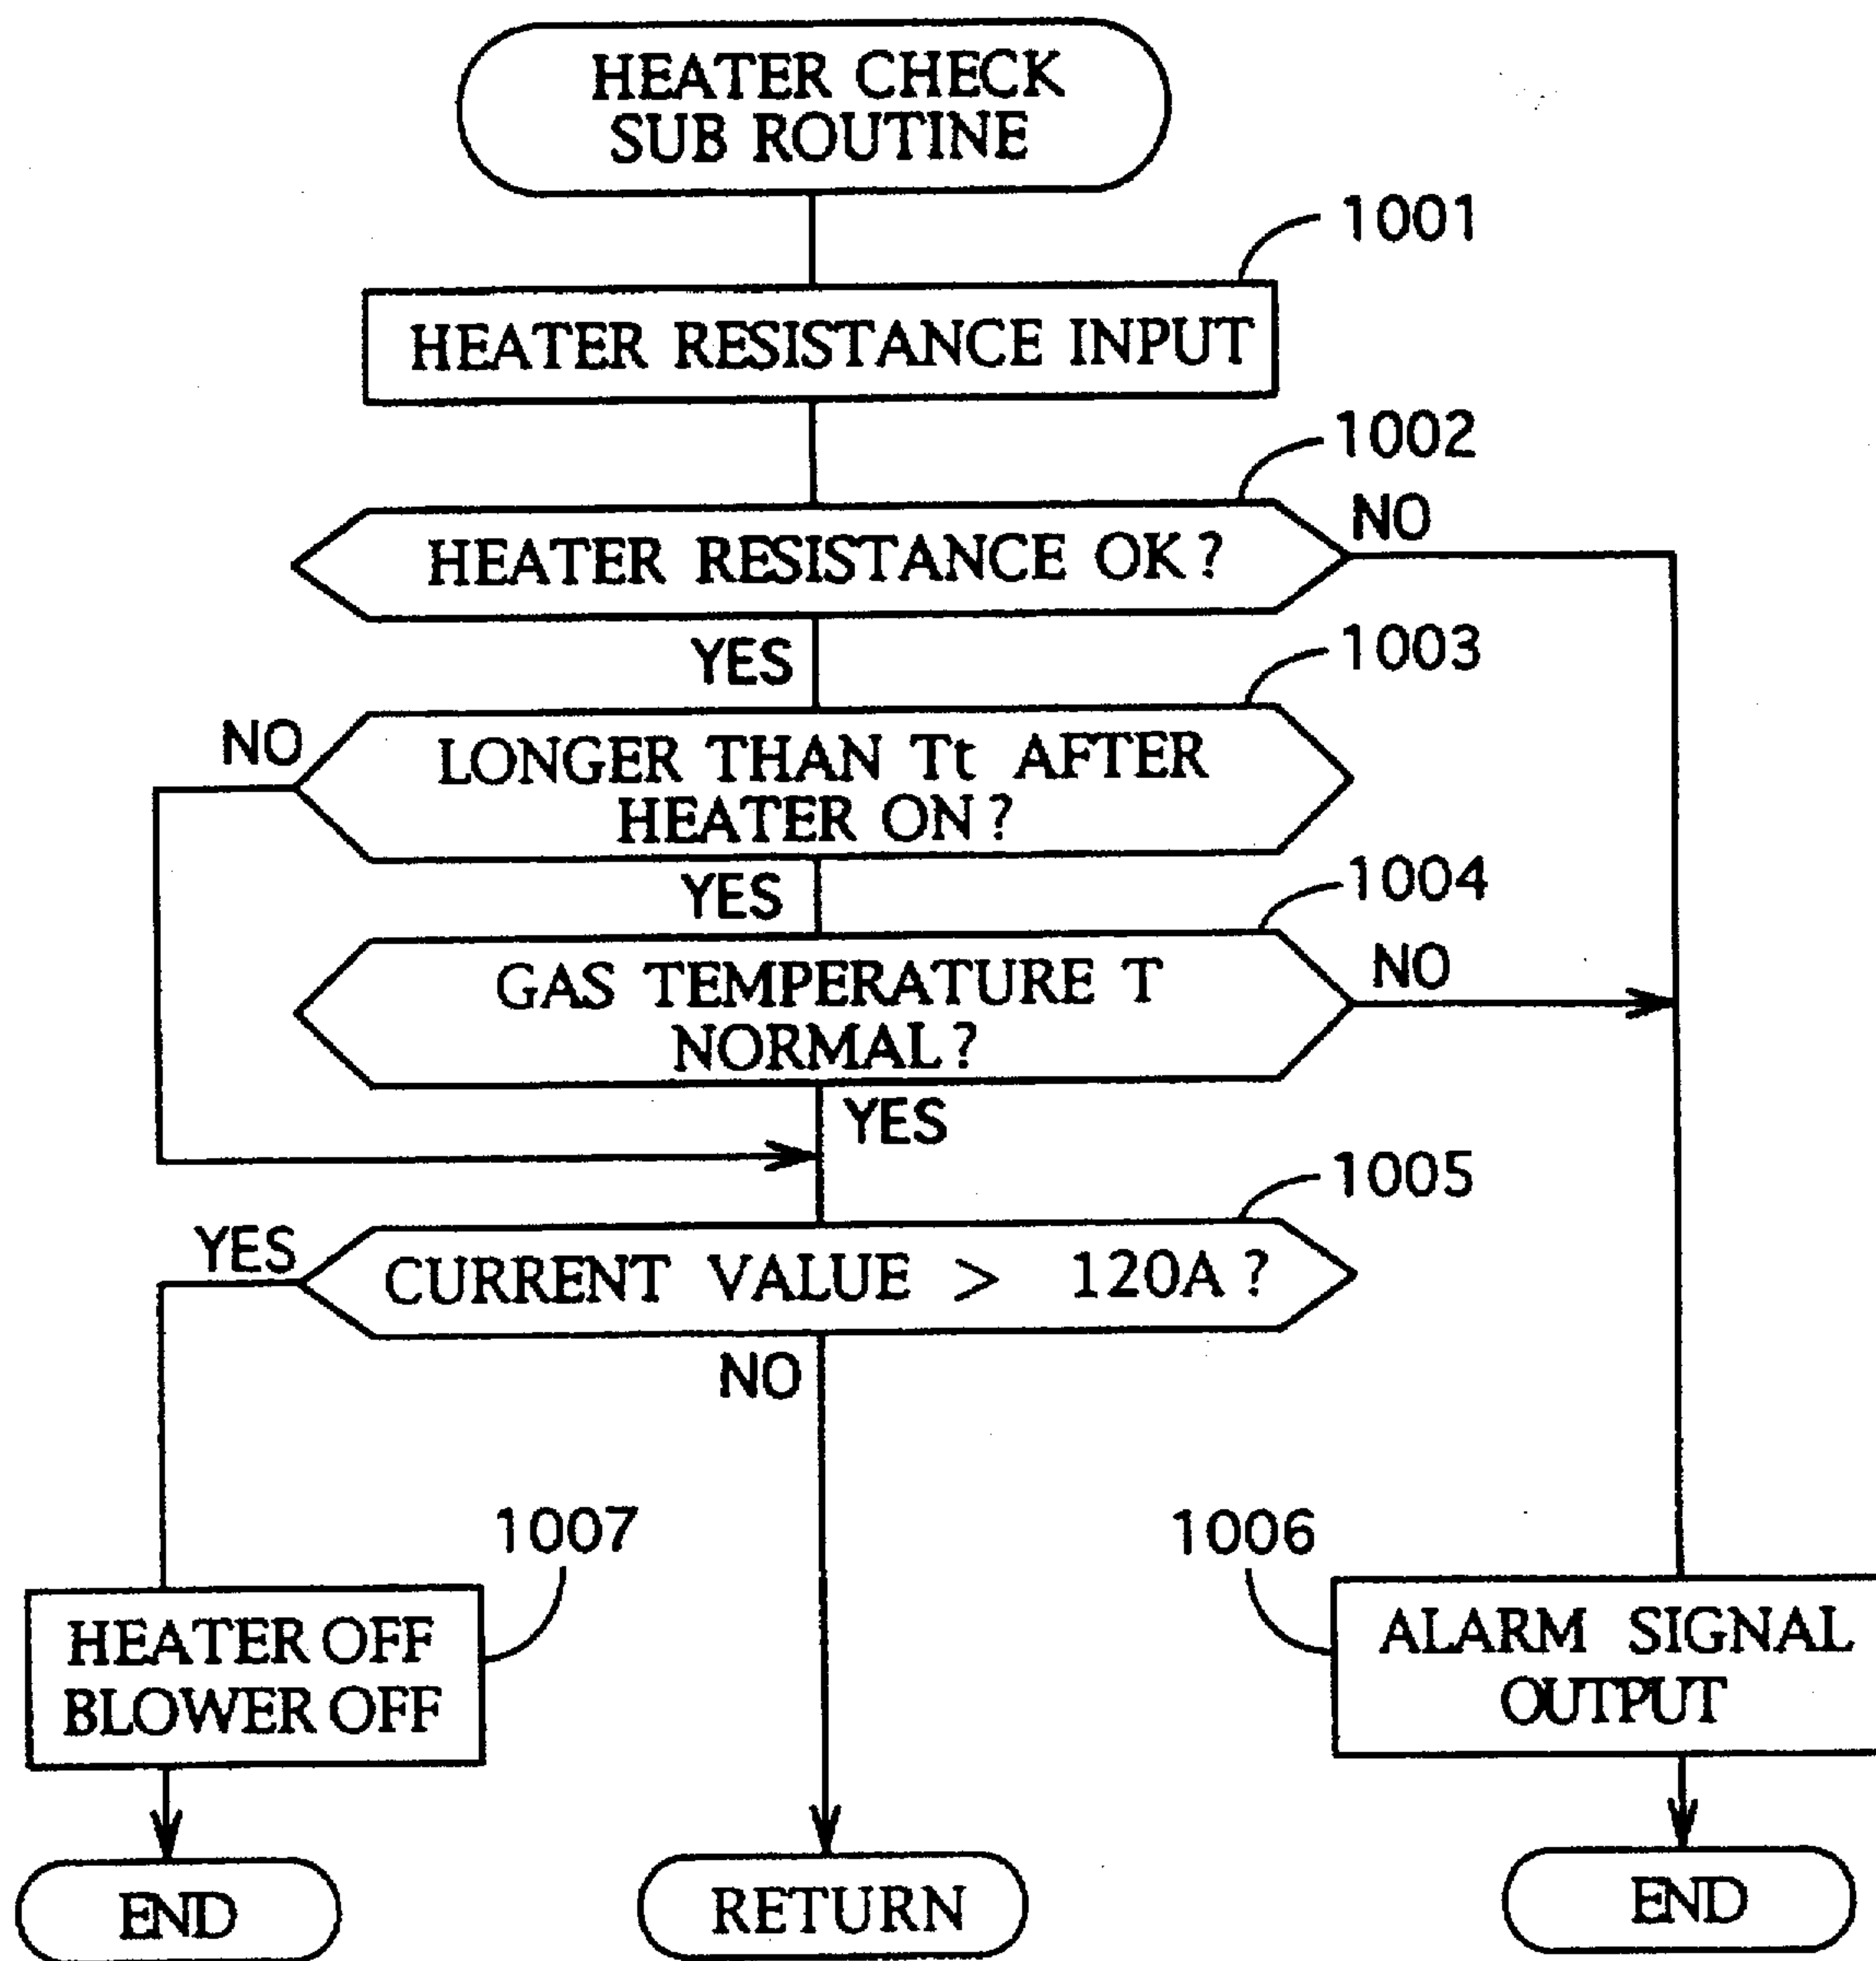 HEATER CHECK
SUB ROUTINE
1001
HEATER RESISTANCE INPUT
1002
HEATER RESISTANCE OK?
NO
YES
1003
NO
LONGER THAN Tt AFTER
HEATER ON?
YES
1004
GAS TEMPERATURE T
NORMAL?
NO
YES
1005
YES
CURRENT VALUE > 120A?
NO
1007
1006
HEATER OFF
BLOWER OFF
ALARM SIGNAL
OUTPUT
END
RETURN
END